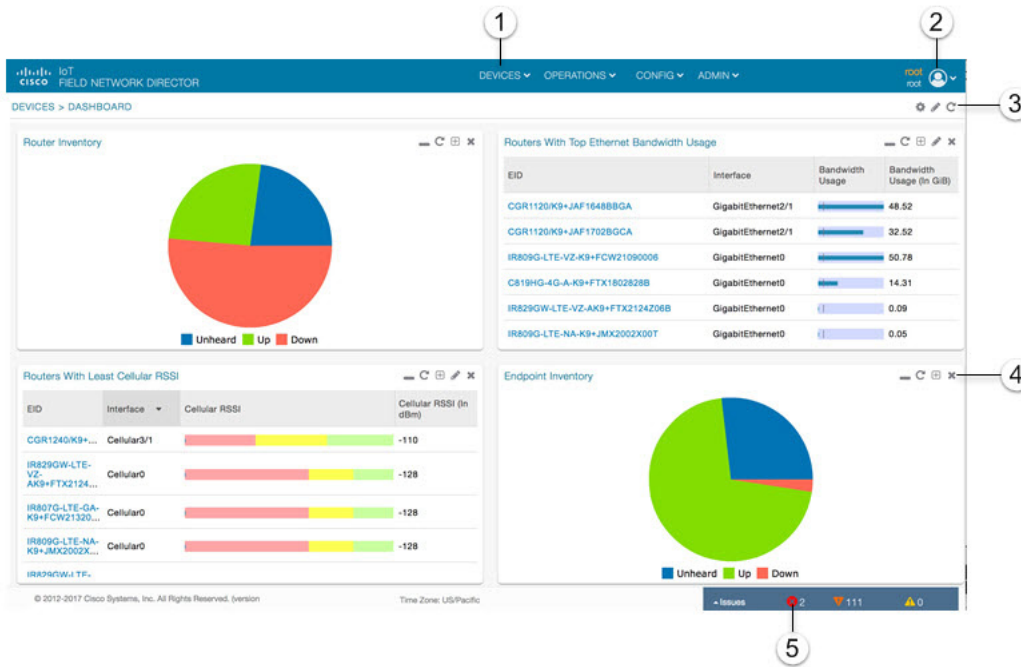 1
2
CISCO IoT FIELD NETWORK DIRECTOR
DEVICES OPERATIONS CONFIG ADMIN
root
root
DEVICES > DASHBOARD
3
Router Inventory
Unheard Up Down
Routers With Top Ethernet Bandwidth Usage
EID Interface Bandwidth Usage Bandwidth Usage (In GiB)
CGR1120/K9+JAF1648BBGA GigabitEthernet2/1 48.52
CGR1120/K9+JAF1702BGCA GigabitEthernet2/1 32.52
IR809G-LTE-VZ-K9+FCW21090006 GigabitEthernet0 50.78
C819HG-4G-A-K9+FTX1802828B GigabitEthernet0 14.31
IR829GW-LTE-VZ-AK9+FTX2124Z06B GigabitEthernet0 0.09
IR809G-LTE-NA-K9+JMX2002X00T GigabitEthernet0 0.05
Routers With Least Cellular RSSI
EID Interface Cellular RSSI Cellular RSSI (In dBm)
CGR1240/K9+... Cellular3/1 -110
IR829GW-LTE-
VZ-
AK9+FTX2124... Cellular0 -128
IR807G-LTE-GA-
K9+FCW21320... Cellular0 -128
IR809G-LTE-NA-
K9+JMX2002X... Cellular0 -128
IR829GW-LTE-
Endpoint Inventory
4
Unheard Up Down
© 2012-2017 Cisco Systems, Inc. All Rights Reserved. (version
Time Zone: US/Pacific
Issues 2 111 0
5